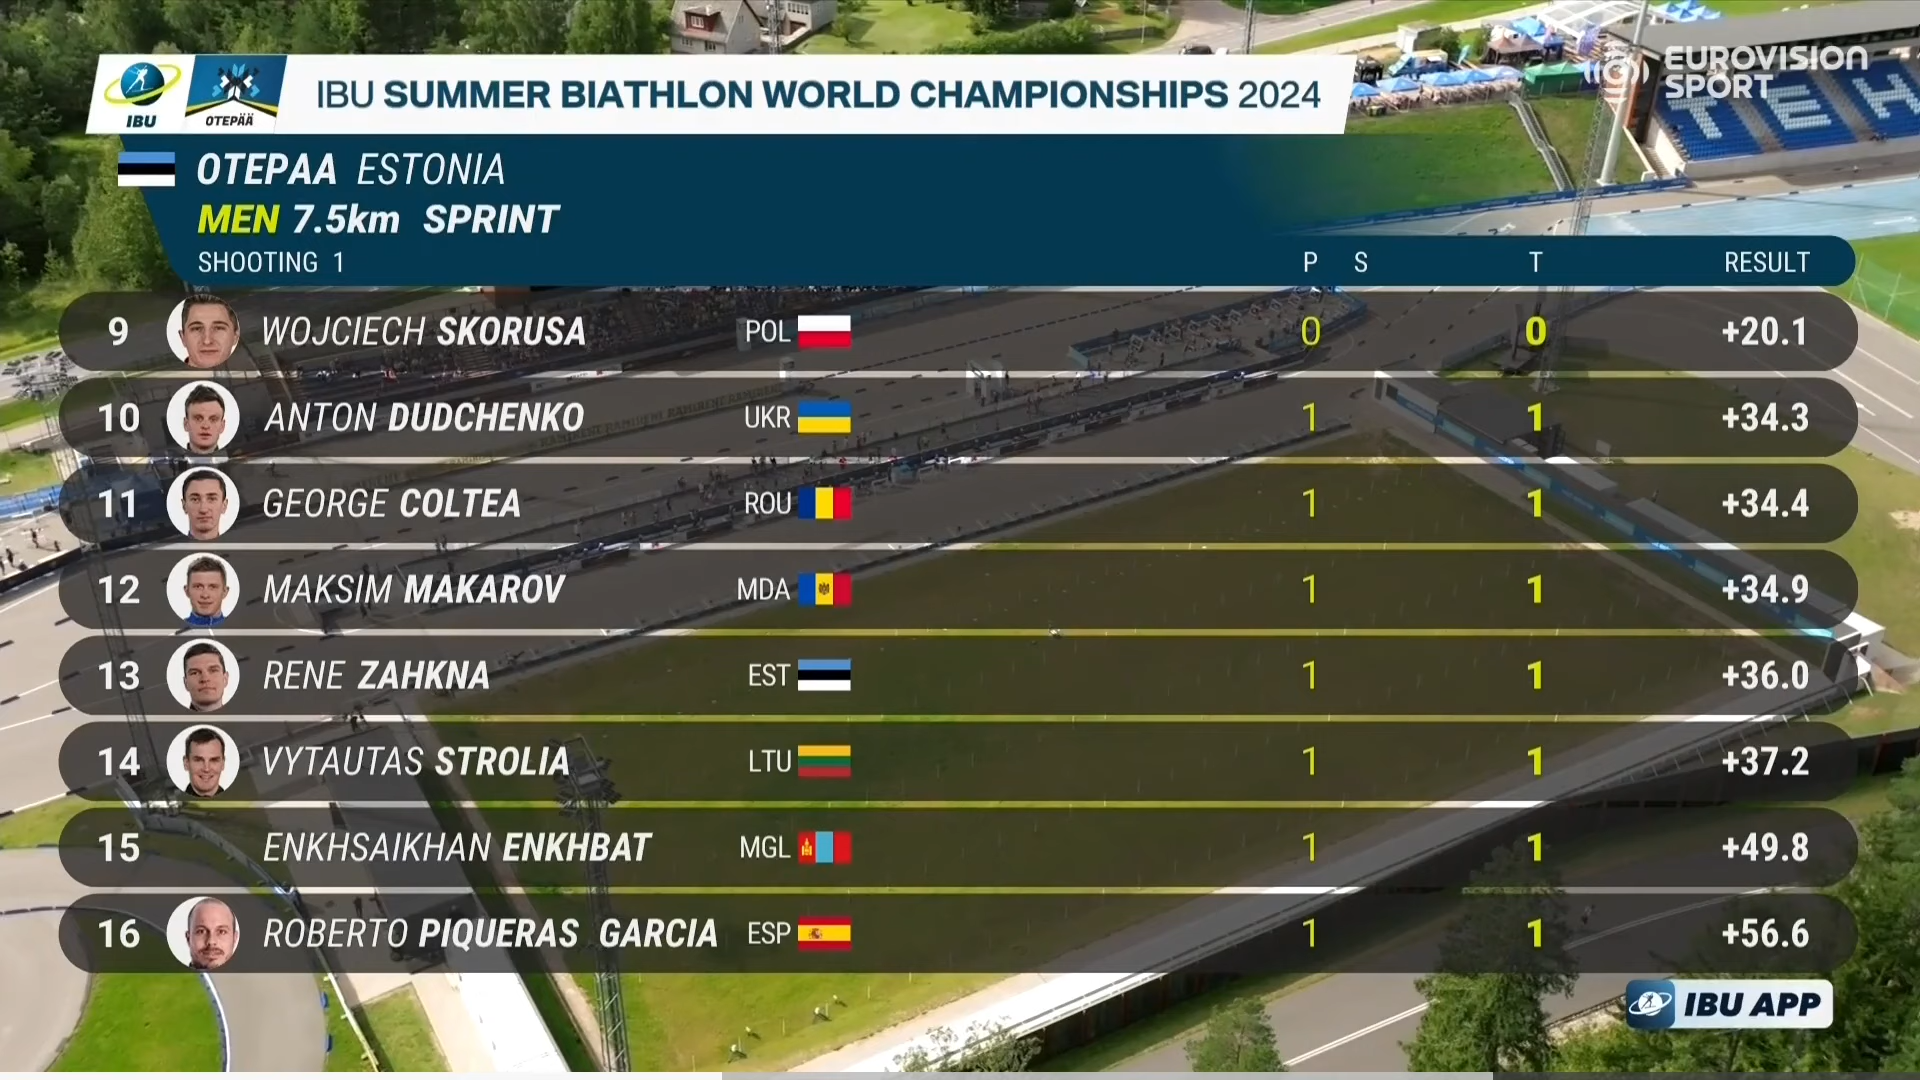 IBU SUMMER BIATHLON WORLD CHAMPIONSHIPS 2024
IBU
OTEPÄÄ
EUROVISION
SPORT
TEH
OTEPAA ESTONIA
MEN 7.5km SPRINT
SHOOTING 1 P S T RESULT
9 WOJCIECH SKORUSA POL 0 0 +20.1
10 ANTON DUDCHENKO UKR 1 1 +34.3
11 GEORGE COLTEA ROU 1 1 +34.4
12 MAKSIM MAKAROV MDA 1 1 +34.9
13 RENE ZAHKNA EST 1 1 +36.0
14 VYTAUTAS STROLIA LTU 1 1 +37.2
15 ENKHSAIKHAN ENKHBAT MGL 1 1 +49.8
16 ROBERTO PIQUERAS GARCIA ESP 1 1 +56.6
IBU APP